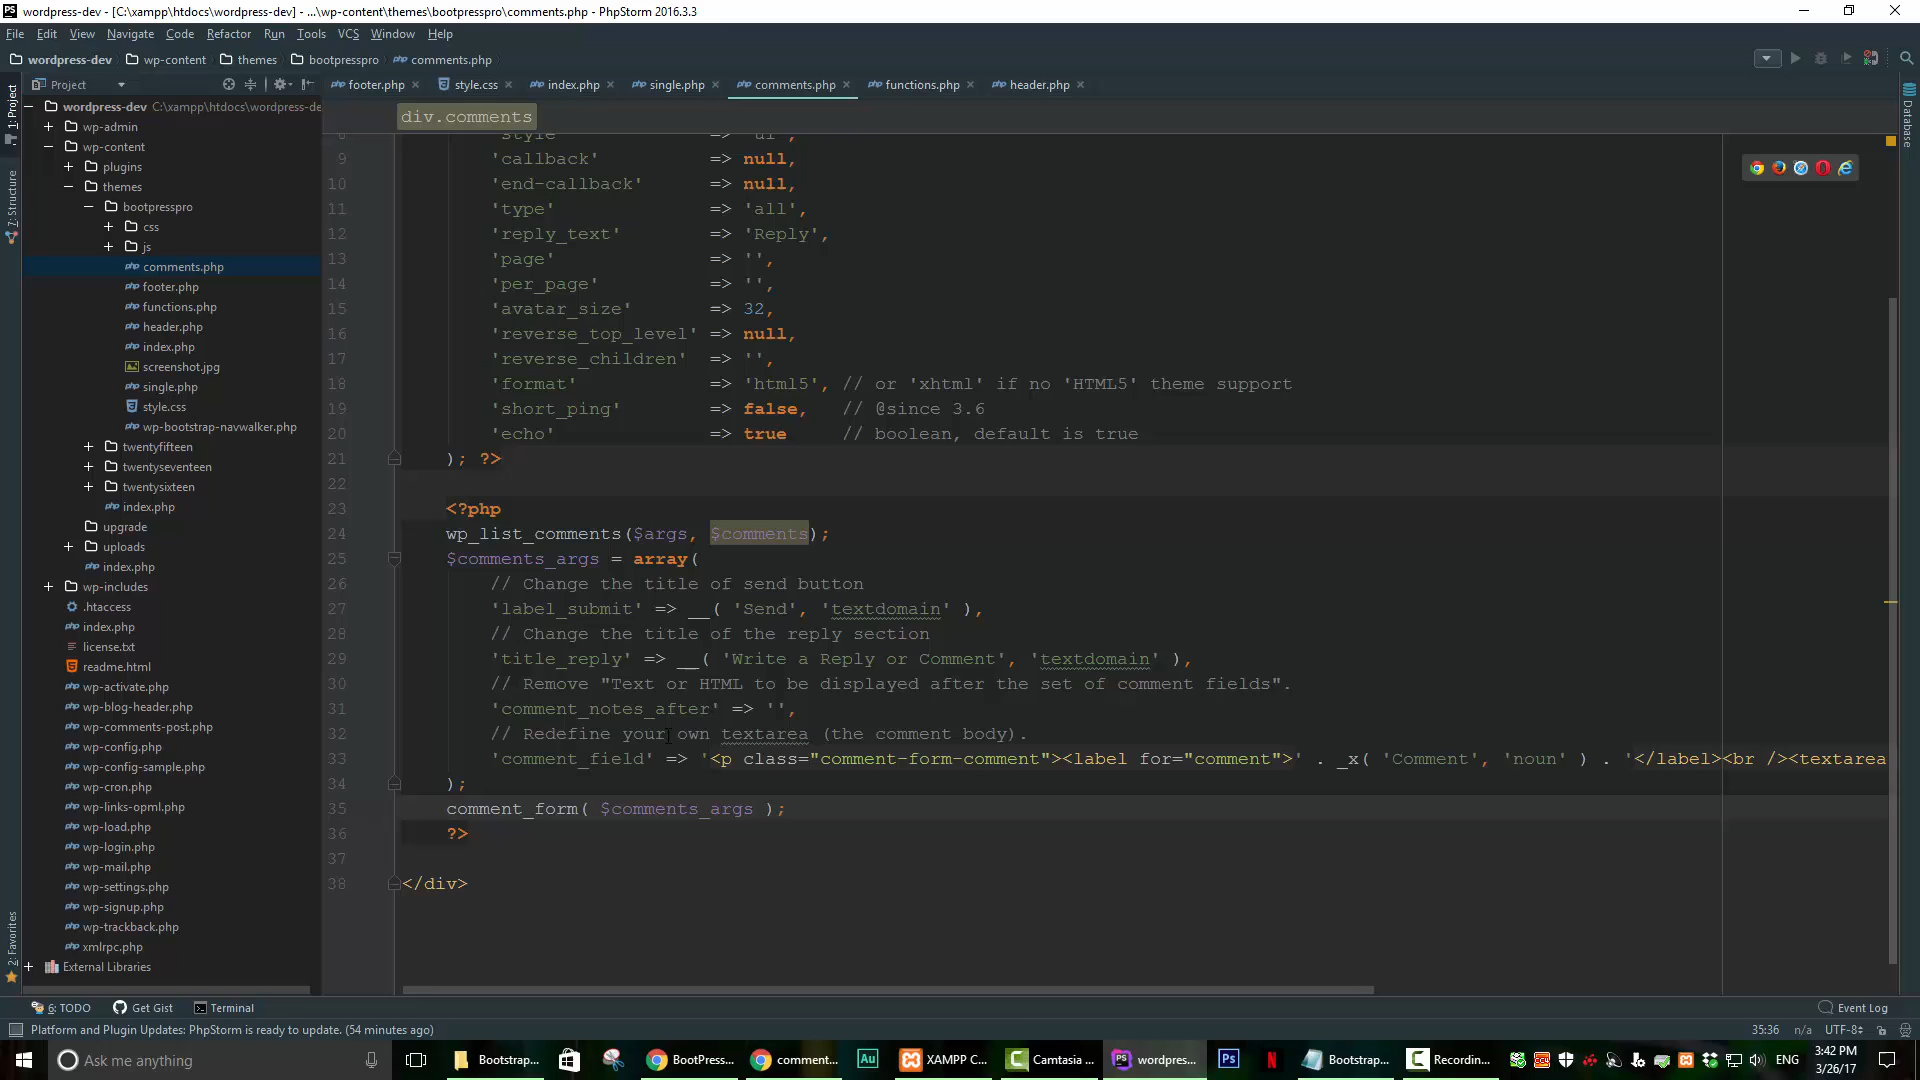 wordpress-dev - [C:\xampp\htdocs\wordpress-dev] - ...\wp-content\themes\bootpresspro\comments.php - PhpStorm 2016.3.3
File Edit View Navigate Code Refactor Run Tools VCS Window Help
wordpress-dev wp-content themes bootpresspro comments.php
Project
footer.php style.css index.php single.php comments.php functions.php header.php
1: Project
7: Structure
2: Favorites
Database
wordpress-dev C:\xampp\htdocs\wordpress-de
wp-admin
wp-content
plugins
themes
bootpresspro
css
js
comments.php
footer.php
functions.php
header.php
index.php
screenshot.jpg
single.php
style.css
wp-bootstrap-navwalker.php
twentyfifteen
twentyseventeen
twentysixteen
index.php
upgrade
uploads
index.php
wp-includes
.htaccess
index.php
license.txt
readme.html
wp-activate.php
wp-blog-header.php
wp-comments-post.php
wp-config.php
wp-config-sample.php
wp-cron.php
wp-links-opml.php
wp-load.php
wp-login.php
wp-mail.php
wp-settings.php
wp-signup.php
wp-trackback.php
xmlrpc.php
External Libraries
div.comments
8 'style' => 'ul',
9 'callback' => null,
10 'end-callback' => null,
11 'type' => 'all',
12 'reply_text' => 'Reply',
13 'page' => '',
14 'per_page' => '',
15 'avatar_size' => 32,
16 'reverse_top_level' => null,
17 'reverse_children' => '',
18 'format' => 'html5', // or 'xhtml' if no 'HTML5' theme support
19 'short_ping' => false, // @since 3.6
20 'echo' => true // boolean, default is true
21 ); ?>
22
23 <?php
24 wp_list_comments($args, $comments);
25 $comments_args = array(
26 // Change the title of send button
27 'label_submit' => __( 'Send', 'textdomain' ),
28 // Change the title of the reply section
29 'title_reply' => __( 'Write a Reply or Comment', 'textdomain' ),
30 // Remove "Text or HTML to be displayed after the set of comment fields".
31 'comment_notes_after' => '',
32 // Redefine your own textarea (the comment body).
33 'comment_field' => '<p class="comment-form-comment"><label for="comment">' . _x( 'Comment', 'noun' ) . '</label><br /><textarea
34 );
35 comment_form( $comments_args );
36 ?>
37
38 </div>
6: TODO Get Gist Terminal Event Log
Platform and Plugin Updates: PhpStorm is ready to update. (54 minutes ago) 35:36 n/a UTF-8
Ask me anything Bootstrap... BootPres... comment... Au XAMPP C... Camtasia ... wordpres... Ps N Bootstrap... Recordin... ENG 3:42 PM
3/26/17